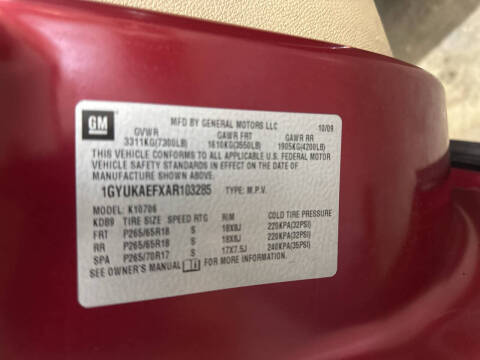 GM
MFD BY GENERAL MOTORS LLC 10/09
GVWR GAWR FRT GAWR RR
3311KG(7300LB) 1610KG(3550LB) 1905KG(4200LB)
THIS VEHICLE CONFORMS TO ALL APPLICABLE U.S. FEDERAL MOTOR
VEHICLE SAFETY STANDARDS IN EFFECT ON THE DATE OF
MANUFACTURE SHOWN ABOVE.
1GYUKAEFXAR103285 TYPE: M.P.V.
MODEL: K10706
KDB9 TIRE SIZE SPEED RTG RIM COLD TIRE PRESSURE
FRT P265/65R18 S 18X8J 220KPA(32PSI)
RR P265/65R18 S 18X8J 220KPA(32PSI)
SPA P265/70R17 S 17X7.5J 240KPA(35PSI)
SEE OWNER'S MANUAL FOR MORE INFORMATION.